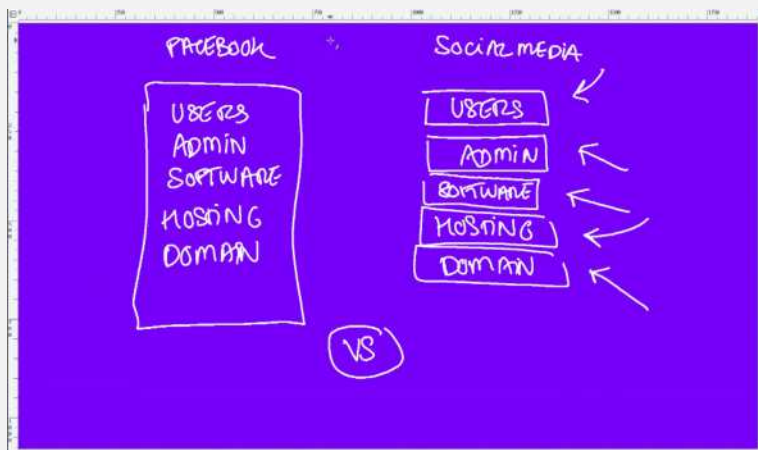 FACEBOOK
USERS
ADMIN
SOFTWARE
HOSTING
DOMAIN
SOCIAL MEDIA
USERS
ADMIN
SOFTWARE
HOSTING
DOMAIN
VS